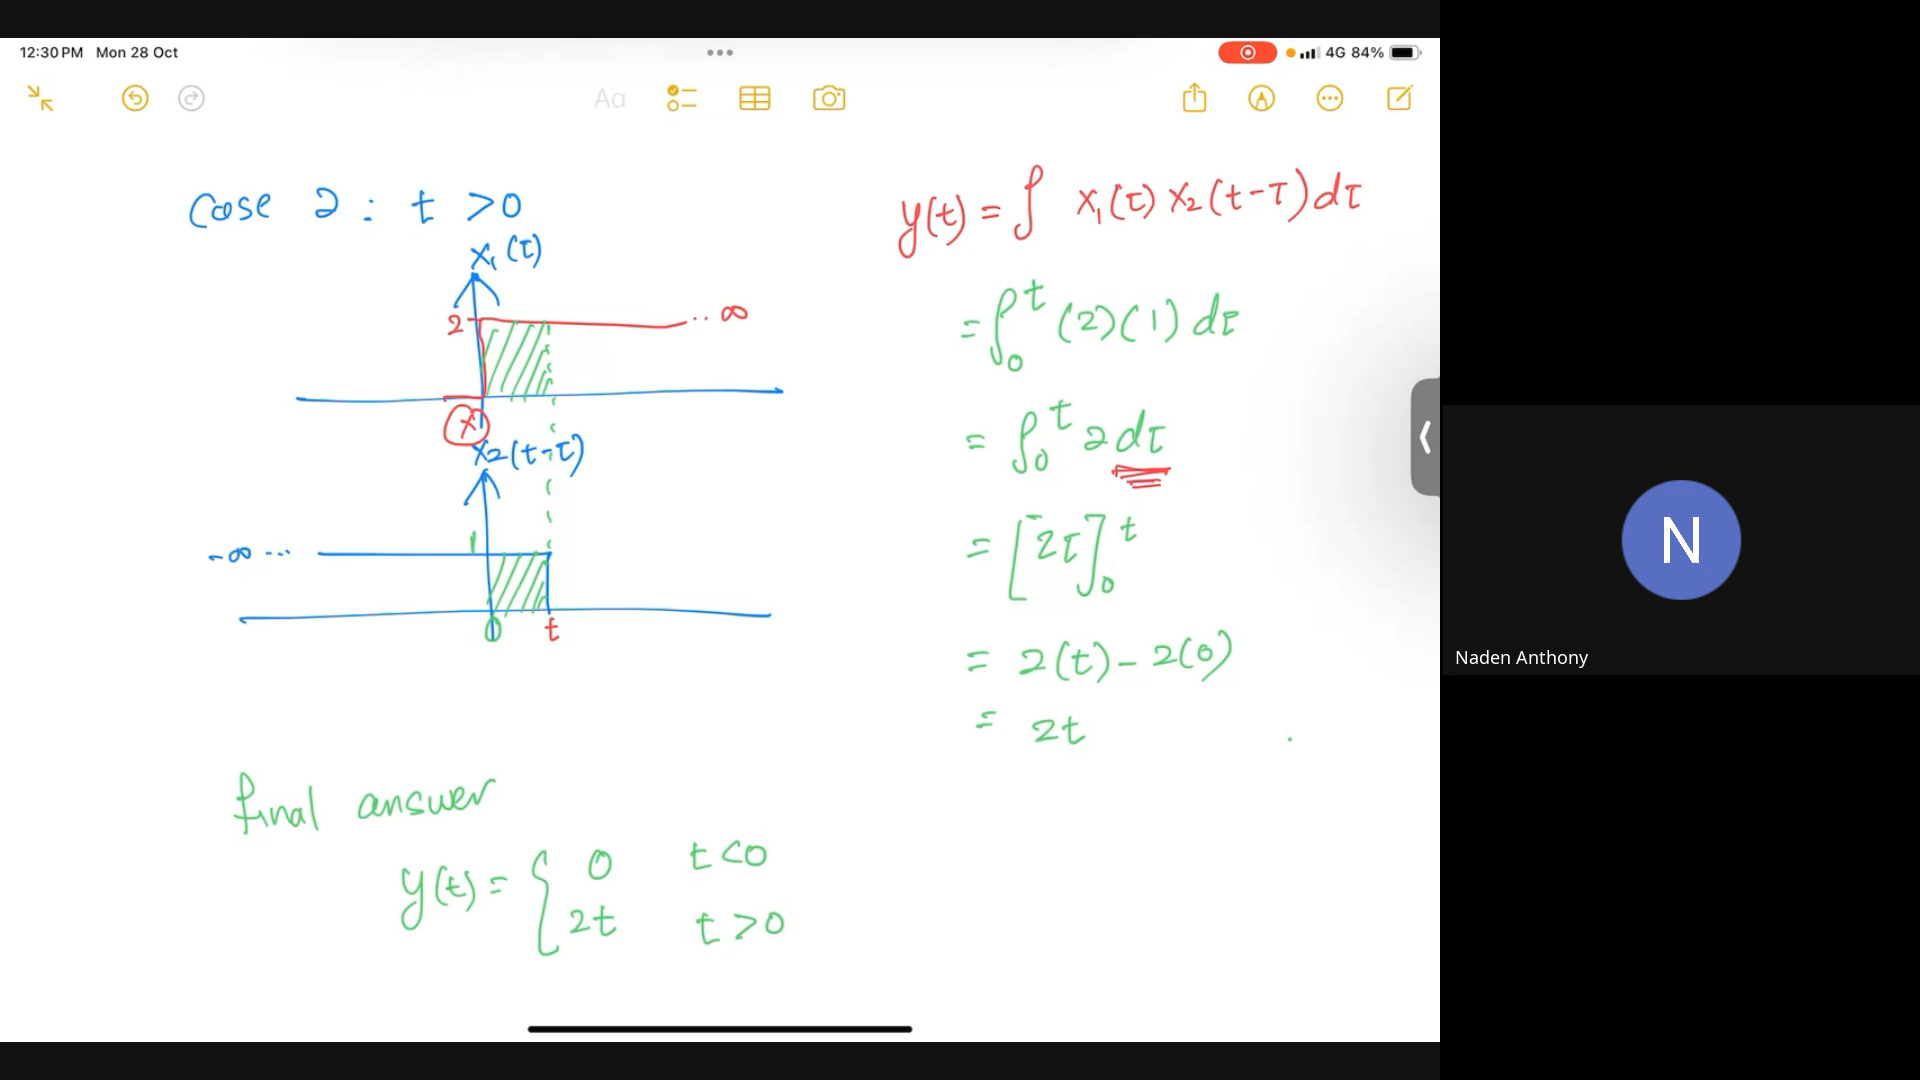 12:30 PM Mon 28 Oct
4G 84%
Aa
Case 2 : t > 0
x₁(τ)
2 .. ∞
x
x2(t-τ)
-∞ ... 1
0 t
y(t) = ∫ x₁(τ) x₂(t-τ) dτ
= ∫₀ᵗ (2)(1) dτ
= ∫₀ᵗ 2 dτ
= [2τ]₀ᵗ
= 2(t) - 2(0)
= 2t
final answer
y(t) = { 0 t < 0
2t t > 0
N
Naden Anthony